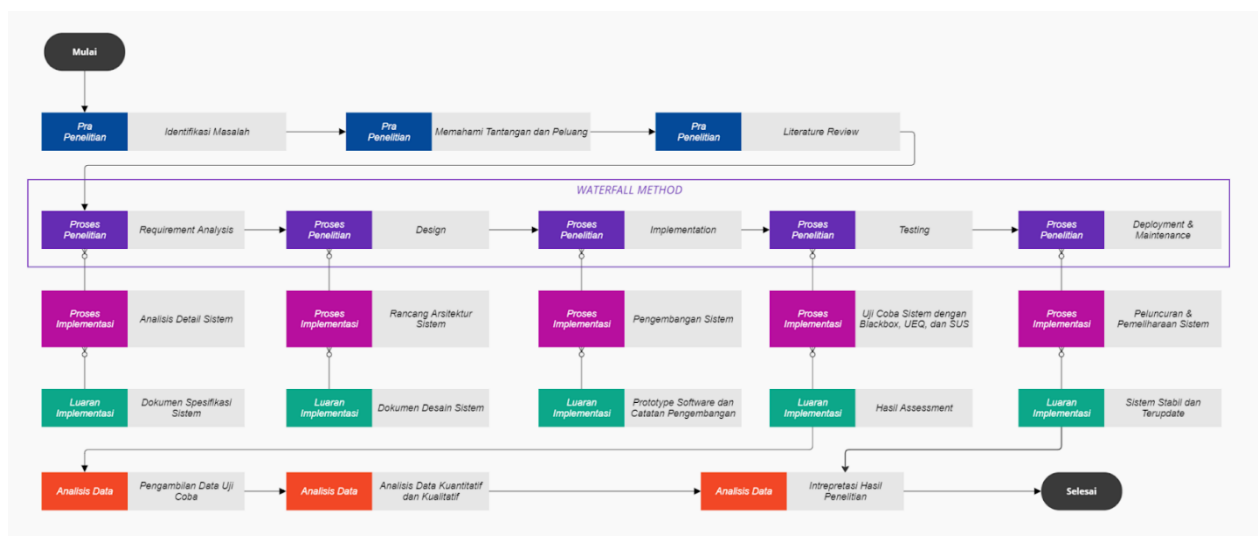 Mulai
Pra
Penelitian
Identifikasi Masalah
Pra
Penelitian
Memahami Tantangan dan Peluang
Pra
Penelitian
Literature Review
WATERFALL METHOD
Proses
Penelitian
Requirement Analysis
Proses
Penelitian
Design
Proses
Penelitian
Implementation
Proses
Penelitian
Testing
Proses
Penelitian
Deployment &
Maintenance
Proses
Implementasi
Analisis Detail Sistem
Proses
Implementasi
Rancang Arsitektur
Sistem
Proses
Implementasi
Pengembangan Sistem
Proses
Implementasi
Uji Coba Sistem dengan
Blackbox, UEQ, dan SUS
Proses
Implementasi
Peluncuran &
Pemeliharaan Sistem
Luaran
Implementasi
Dokumen Spesifikasi
Sistem
Luaran
Implementasi
Dokumen Desain Sistem
Luaran
Implementasi
Prototype Software dan
Catatan Pengembangan
Luaran
Implementasi
Hasil Assessment
Luaran
Implementasi
Sistem Stabil dan
Terupdate
Analisis Data
Pengambilan Data Uji
Coba
Analisis Data
Analisis Data Kuantitatif
dan Kualitatif
Analisis Data
Intrepretasi Hasil
Penelitian
Selesai